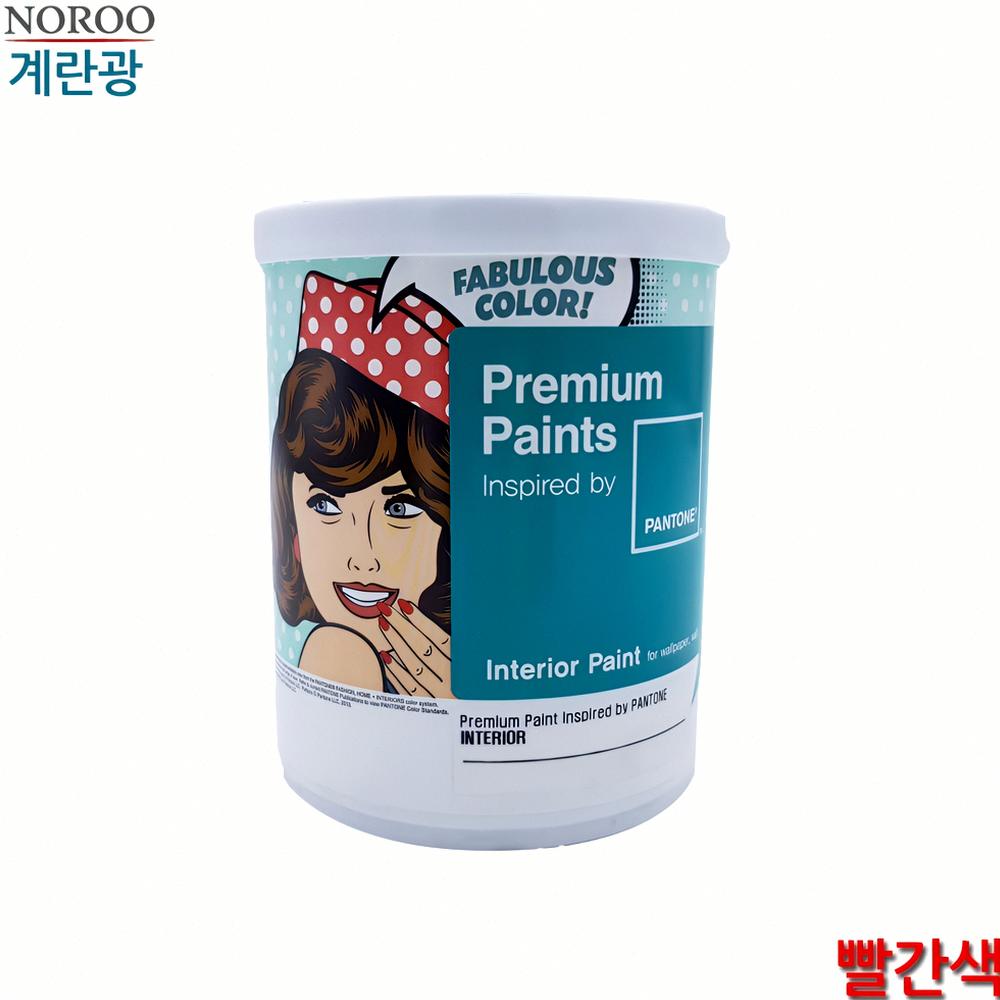 NOROO
계란광
FABULOUS
COLOR!
Premium
Paints
Inspired by
PANTONE
Interior Paint for wallpaper,
Premium Paint Inspired by PANTONE
INTERIOR
빨간색